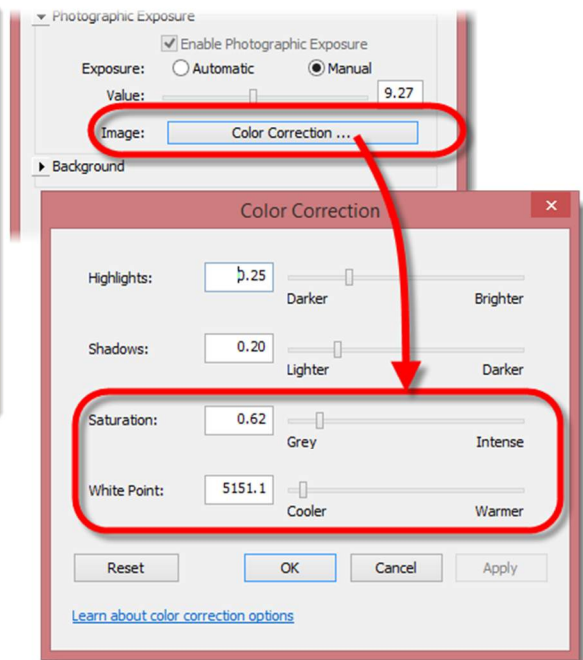 Photographic Exposure
Enable Photographic Exposure
Exposure: Automatic Manual
Value: 9.27
Image: Color Correction ...
Background
Color Correction
Highlights: 0.25
Darker Brighter
Shadows: 0.20
Lighter Darker
Saturation: 0.62
Grey Intense
White Point: 5151.1
Cooler Warmer
Reset OK Cancel Apply
Learn about color correction options